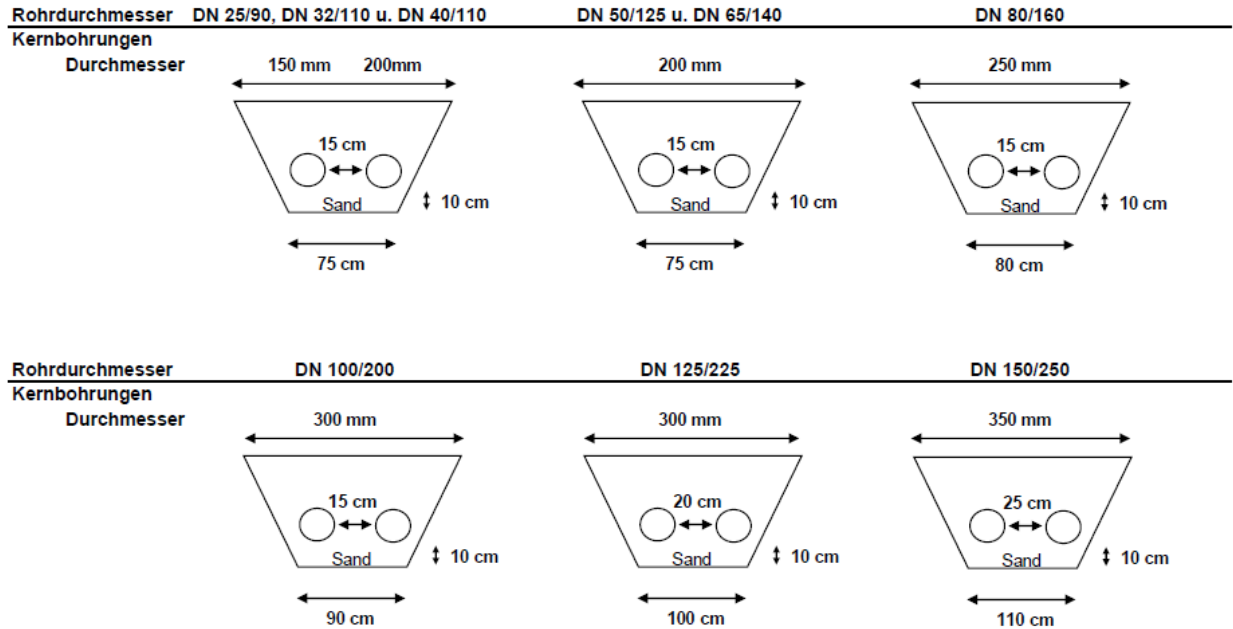 Rohrdurchmesser DN 25/90, DN 32/110 u. DN 40/110 DN 50/125 u. DN 65/140 DN 80/160
Kernbohrungen
Durchmesser 150 mm 200mm 200 mm 250 mm
15 cm 15 cm 15 cm
Sand 10 cm Sand 10 cm Sand 10 cm
75 cm 75 cm 80 cm
Rohrdurchmesser DN 100/200 DN 125/225 DN 150/250
Kernbohrungen
Durchmesser 300 mm 300 mm 350 mm
15 cm 20 cm 25 cm
Sand 10 cm Sand 10 cm Sand 10 cm
90 cm 100 cm 110 cm